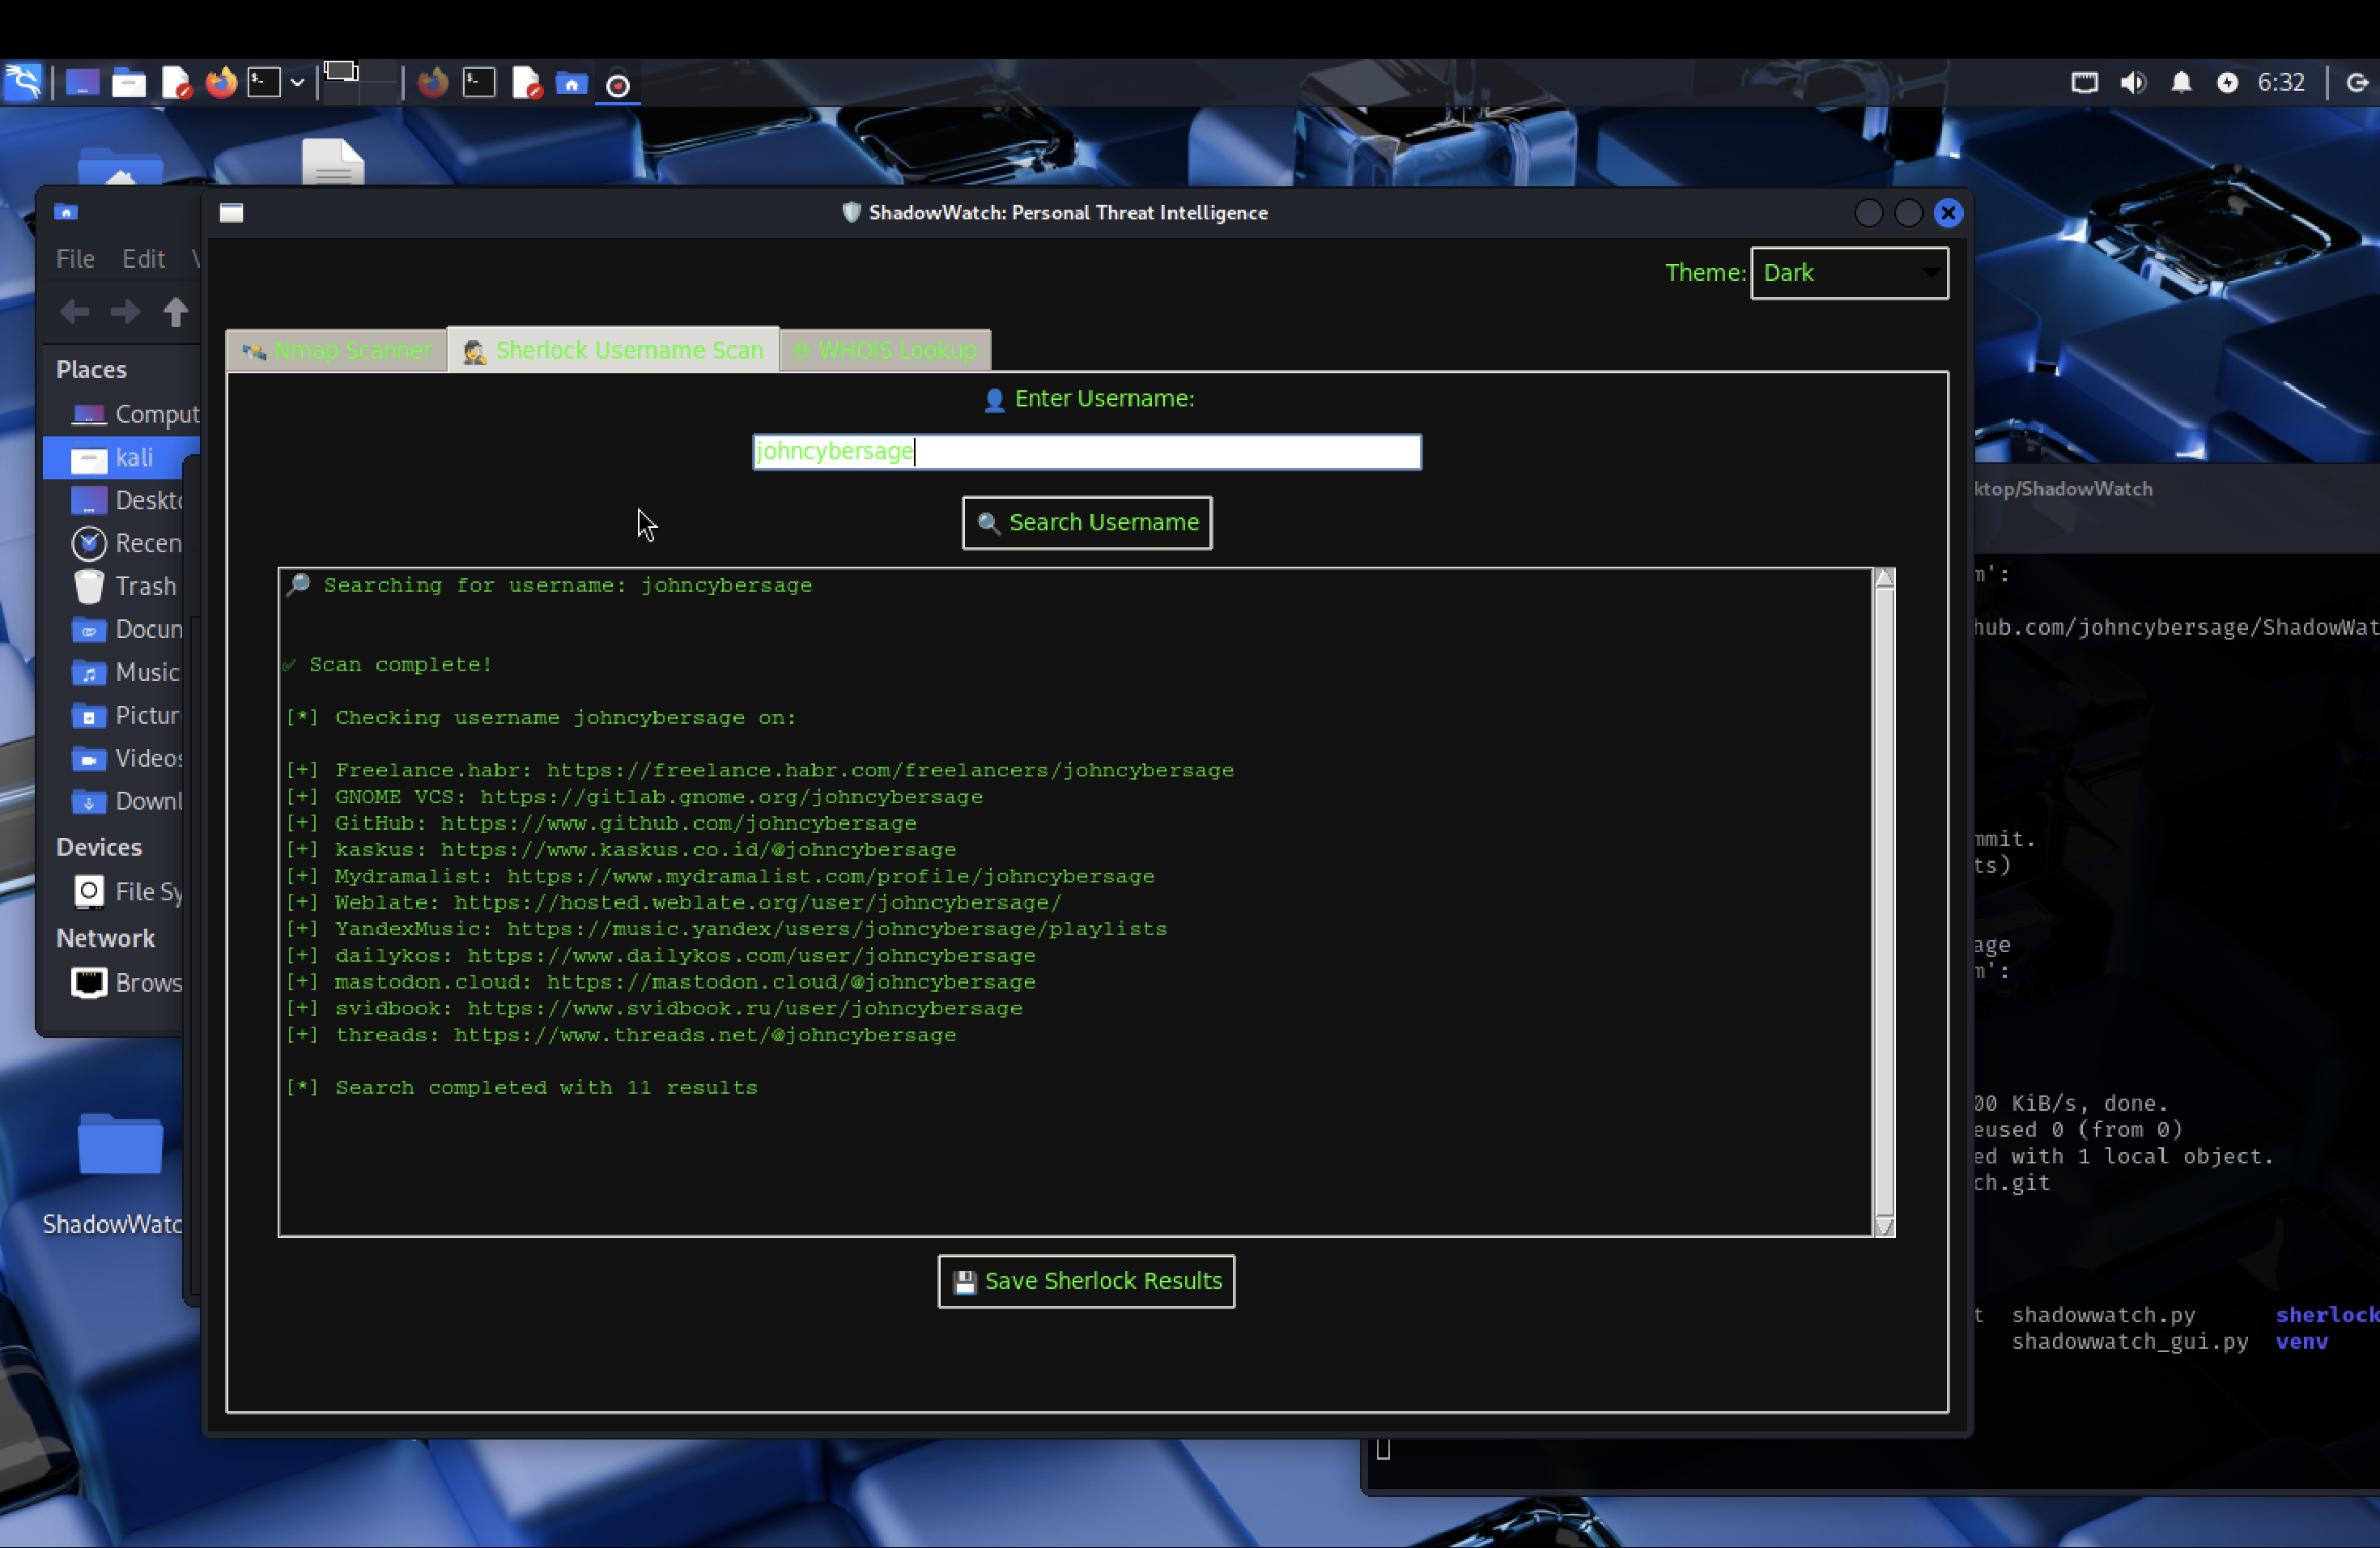 6:32
ShadowWatch: Personal Threat Intelligence
File Edit
Theme: Dark
Nmap Scanner
Sherlock Username Scan
WHOIS Lookup
Places
Comput
kali
Deskto
Recen
Trash
Docum
Music
Pictur
Videos
Downl
Devices
File Sy
Network
Brows
ShadowWatc
Enter Username:
johncybersage
Search Username
Searching for username: johncybersage
Scan complete!
[*] Checking username johncybersage on:
[+] Freelance.habr: https://freelance.habr.com/freelancers/johncybersage
[+] GNOME VCS: https://gitlab.gnome.org/johncybersage
[+] GitHub: https://www.github.com/johncybersage
[+] kaskus: https://www.kaskus.co.id/@johncybersage
[+] Mydramalist: https://www.mydramalist.com/profile/johncybersage
[+] Weblate: https://hosted.weblate.org/user/johncybersage/
[+] YandexMusic: https://music.yandex/users/johncybersage/playlists
[+] dailykos: https://www.dailykos.com/user/johncybersage
[+] mastodon.cloud: https://mastodon.cloud/@johncybersage
[+] svidbook: https://www.svidbook.ru/user/johncybersage
[+] threads: https://www.threads.net/@johncybersage
[*] Search completed with 11 results
Save Sherlock Results
ktop/ShadowWatch
m':
hub.com/johncybersage/ShadowWat
mmit.
ts)
age
m':
00 KiB/s, done.
eused 0 (from 0)
ed with 1 local object.
ch.git
t shadowwatch.py sherlock
shadowwatch_gui.py venv